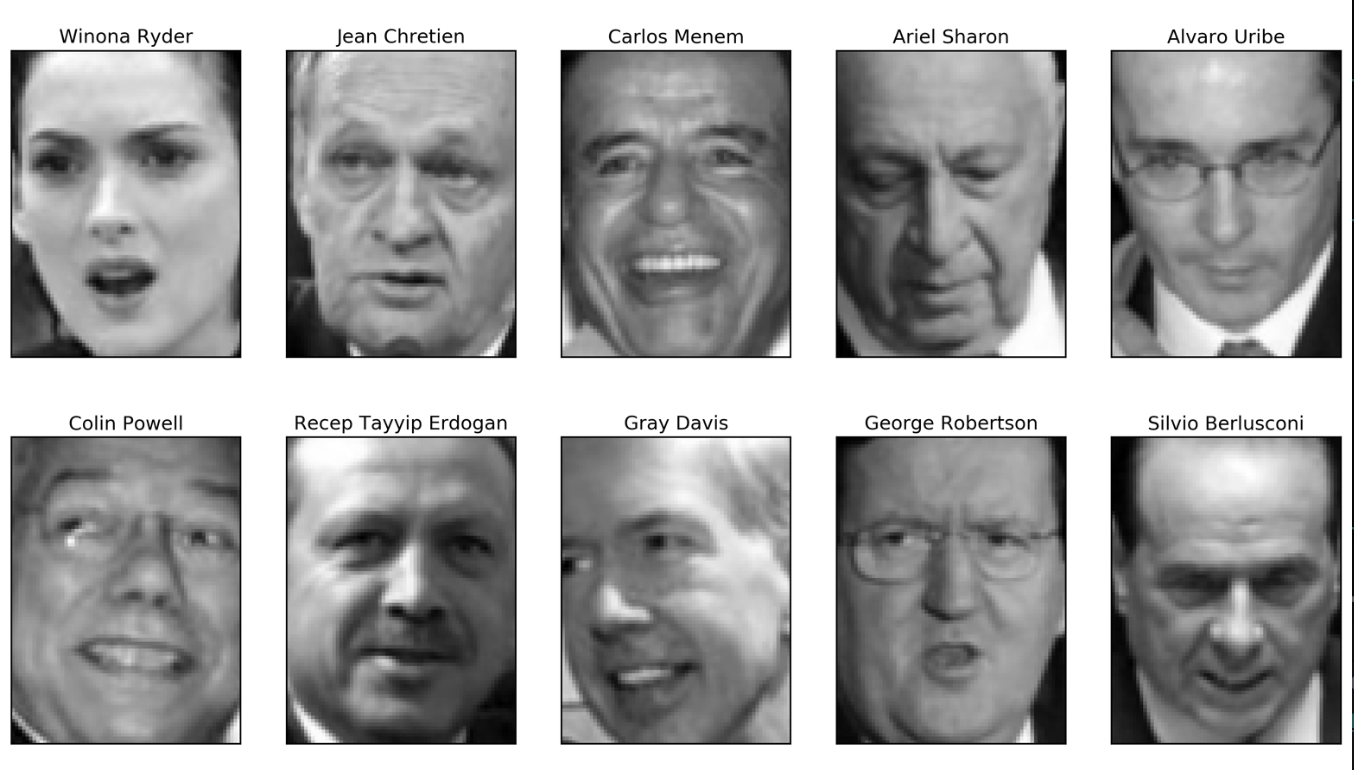 Winona Ryder
Jean Chretien
Carlos Menem
Ariel Sharon
Alvaro Uribe
Colin Powell
Recep Tayyip Erdogan
Gray Davis
George Robertson
Silvio Berlusconi